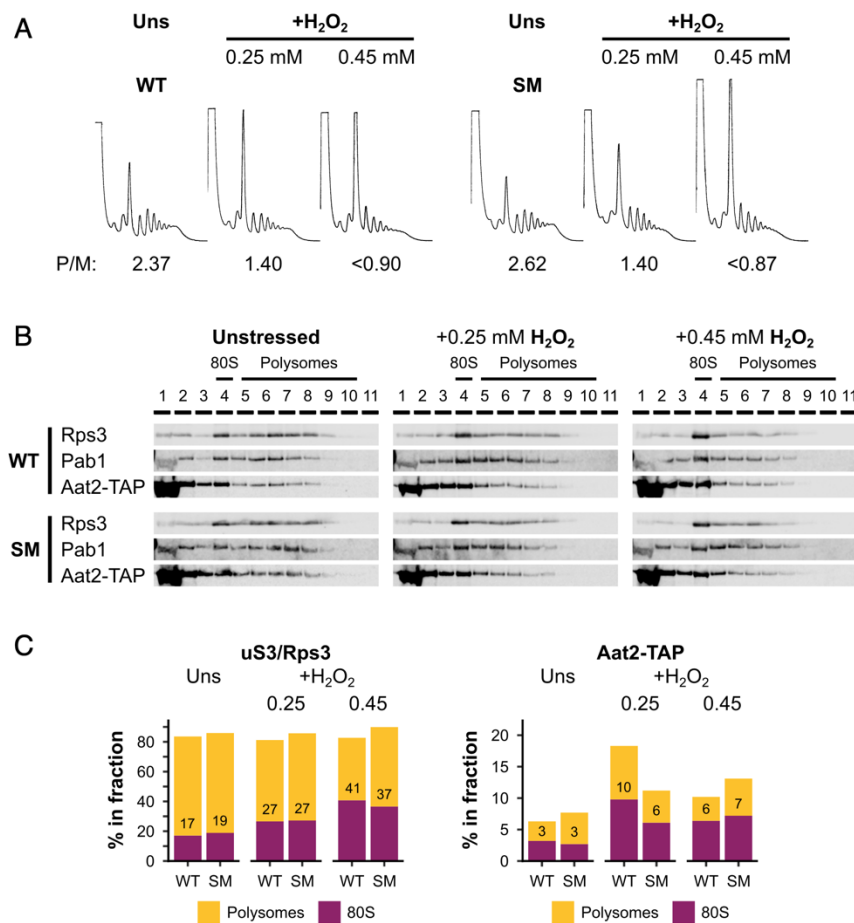 A
Uns +H2O2 Uns +H2O2
0.25 mM 0.45 mM 0.25 mM 0.45 mM
WT SM
P/M: 2.37 1.40 <0.90 2.62 1.40 <0.87
B
Unstressed +0.25 mM H2O2 +0.45 mM H2O2
80S Polysomes 80S Polysomes 80S Polysomes
1 2 3 4 5 6 7 8 9 10 11 1 2 3 4 5 6 7 8 9 10 11 1 2 3 4 5 6 7 8 9 10 11
Rps3
WT Pab1
Aat2-TAP
Rps3
SM Pab1
Aat2-TAP
C
uS3/Rps3 Aat2-TAP
Uns +H2O2 Uns +H2O2
0.25 0.45 0.25 0.45
% in fraction
80
60
40
20
0
17 19 27 27 41 37
WT SM WT SM WT SM
Polysomes 80S
% in fraction
20
15
10
5
0
3 3 10 6 6 7
WT SM WT SM WT SM
Polysomes 80S